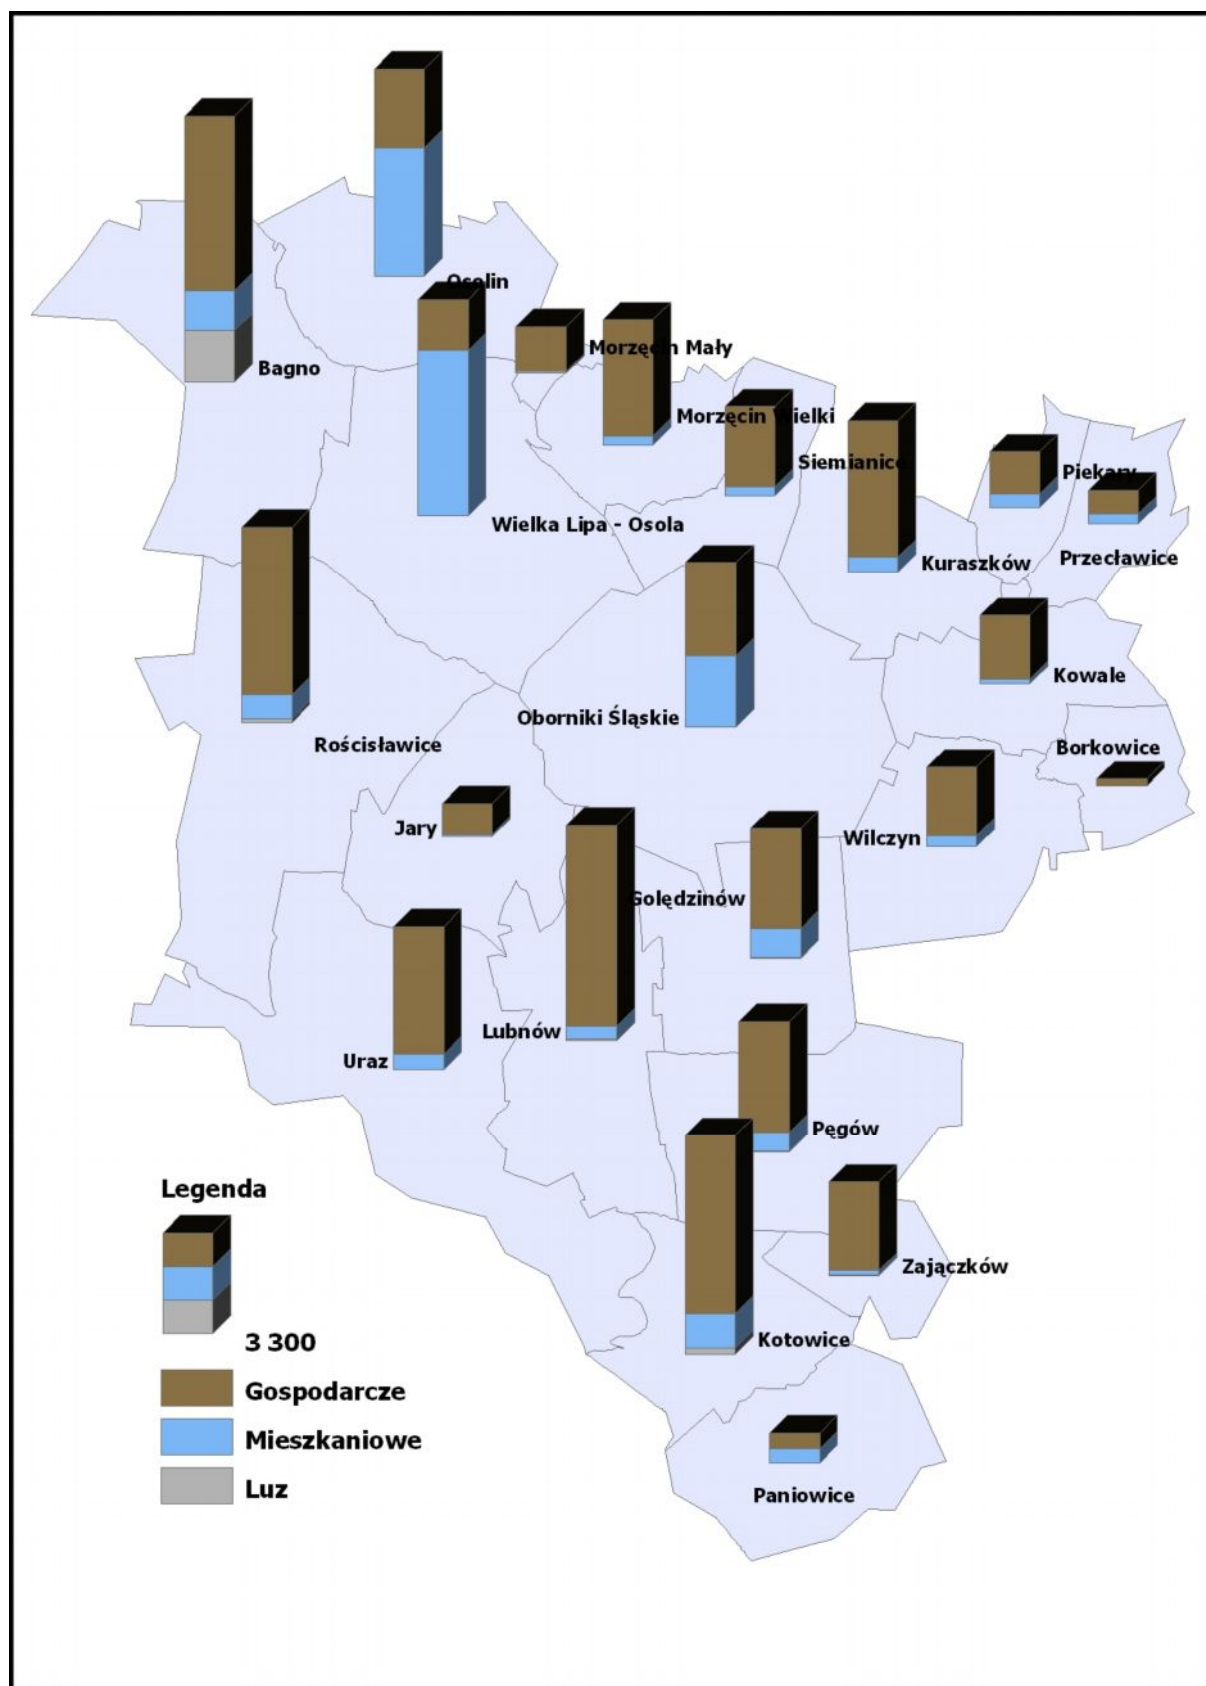 Osolin
Morzęcin Mały
Bagno
Morzęcin Wielki
Siemianice
Piekary
Wielka Lipa - Osola
Przecławice
Kuraszków
Kowale
Oborniki Śląskie
Rościsławice
Borkowice
Jary
Wilczyn
Golędzinów
Lubnów
Uraz
Pęgów
Legenda
Zajączków
3 300
Kotowice
Gospodarcze
Mieszkaniowe
Luz
Paniowice